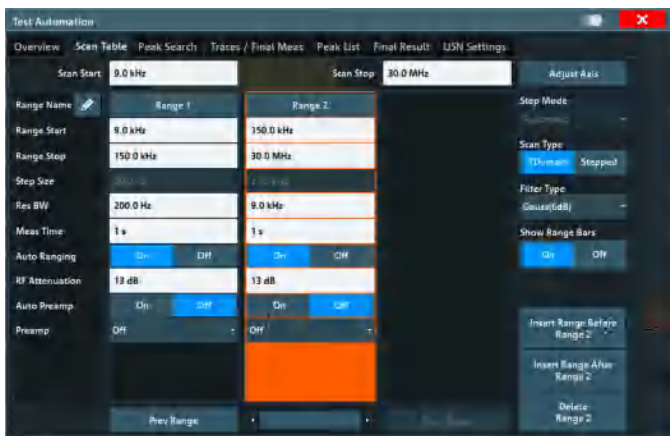 Test Automation
Overview Scan Table Peak Search Traces / Final Meas Peak List Final Result LISN Settings
Scan Start 9.0 kHz Scan Stop 30.0 MHz Adjust Axis
Range Name Range 1 Range 2 Step Mode
Range Start 9.0 kHz 150.0 kHz
Range Stop 150.0 kHz 30.0 MHz Scan Type
TDomain Stepped
Step Size Filter Type
Res BW 200.0 Hz 9.0 kHz Gauss(6dB)
Meas Time 1 s 1 s Show Range Bars
Auto Ranging On Off On Off On Off
RF Attenuation 13 dB 13 dB
Auto Preamp On Off On Off
Preamp Off Off
Insert Range Before
Range 2
Insert Range After
Range 2
Delete
Range 2
Prev Range